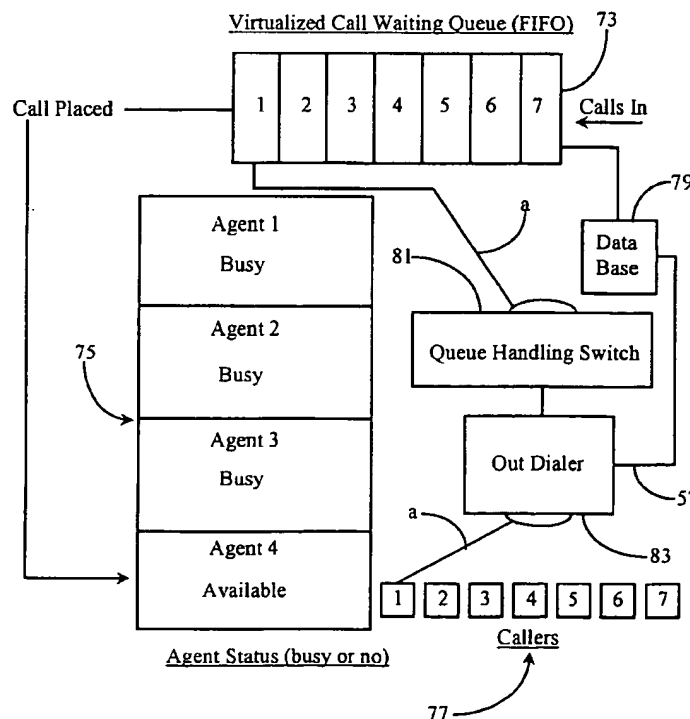 Virtualized Call Waiting Queue (FIFO)
73
Call Placed
1 2 3 4 5 6 7
Calls In
79
Data
Base
a
81
Agent 1
Busy
Agent 2
Busy
Queue Handling Switch
75
Agent 3
Busy
Out Dialer
57
a
83
Agent 4
Available
1 2 3 4 5 6 7
Callers
Agent Status (busy or no)
77